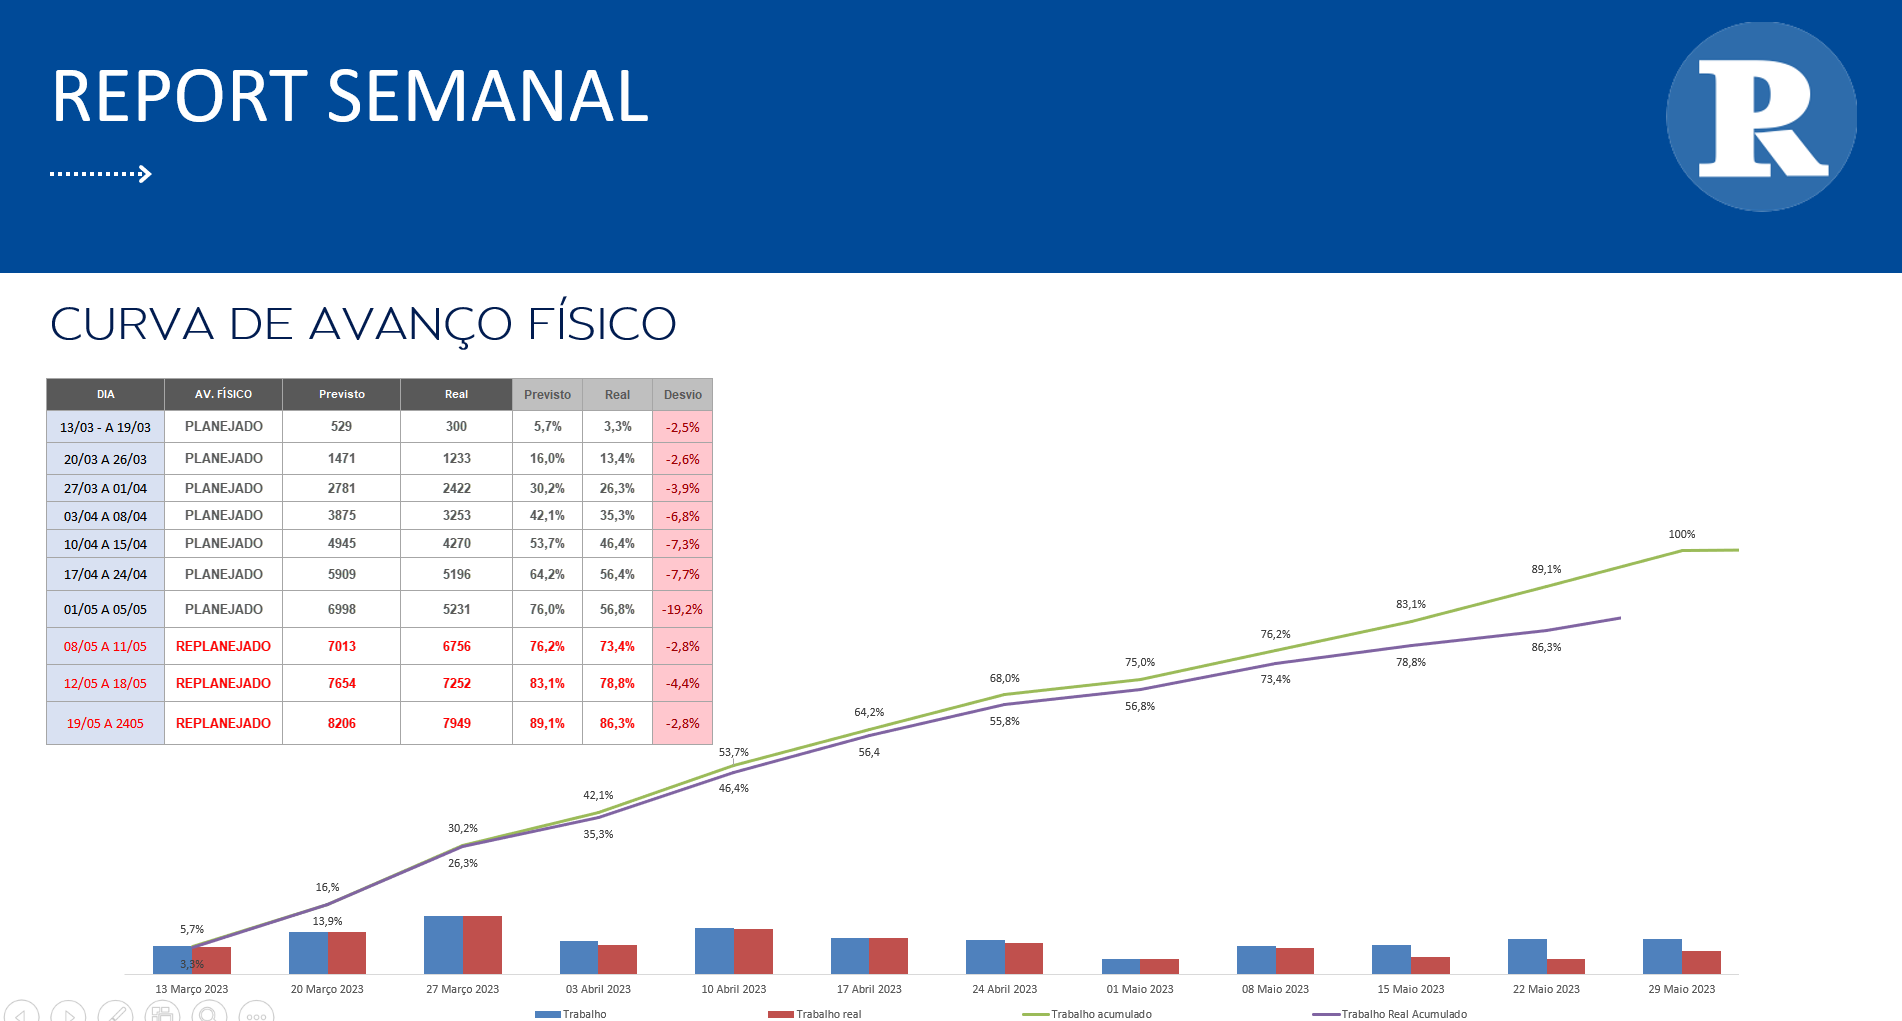 REPORT SEMANAL
R
CURVA DE AVANÇO FÍSICO
DIA AV. FÍSICO Previsto Real Previsto Real Desvio
13/03 - A 19/03 PLANEJADO 529 300 5,7% 3,3% -2,5%
20/03 A 26/03 PLANEJADO 1471 1233 16,0% 13,4% -2,6%
27/03 A 01/04 PLANEJADO 2781 2422 30,2% 26,3% -3,9%
03/04 A 08/04 PLANEJADO 3875 3253 42,1% 35,3% -6,8%
10/04 A 15/04 PLANEJADO 4945 4270 53,7% 46,4% -7,3%
17/04 A 24/04 PLANEJADO 5909 5196 64,2% 56,4% -7,7%
01/05 A 05/05 PLANEJADO 6998 5231 76,0% 56,8% -19,2%
08/05 A 11/05 REPLANEJADO 7013 6756 76,2% 73,4% -2,8%
12/05 A 18/05 REPLANEJADO 7654 7252 83,1% 78,8% -4,4%
19/05 A 2405 REPLANEJADO 8206 7949 89,1% 86,3% -2,8%
5,7% 16,% 30,2% 42,1% 53,7% 64,2% 68,0% 75,0% 76,2% 83,1% 89,1% 100%
3,3% 13,9% 26,3% 35,3% 46,4% 56,4 55,8% 56,8% 73,4% 78,8% 86,3%
13 Março 2023 20 Março 2023 27 Março 2023 03 Abril 2023 10 Abril 2023 17 Abril 2023 24 Abril 2023 01 Maio 2023 08 Maio 2023 15 Maio 2023 22 Maio 2023 29 Maio 2023
Trabalho Trabalho real Trabalho acumulado Trabalho Real Acumulado